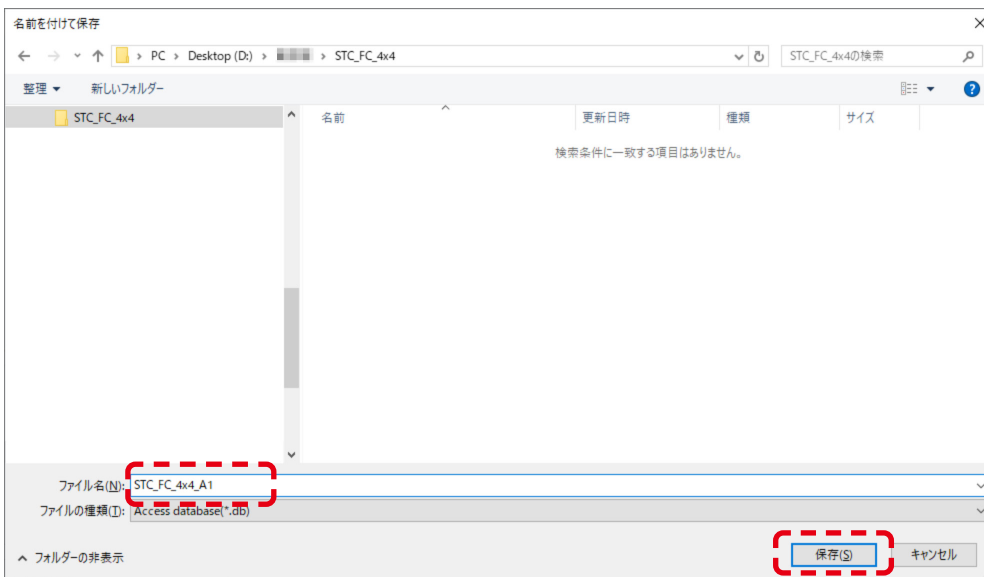 名前を付けて保存
PC › Desktop (D:) › › STC_FC_4x4
STC_FC_4x4の検索
整理 新しいフォルダー
STC_FC_4x4
名前 更新日時 種類 サイズ
検索条件に一致する項目はありません。
ファイル名(N): STC_FC_4x4_A1
ファイルの種類(T): Access database(*.db)
フォルダーの非表示
保存(S) キャンセル